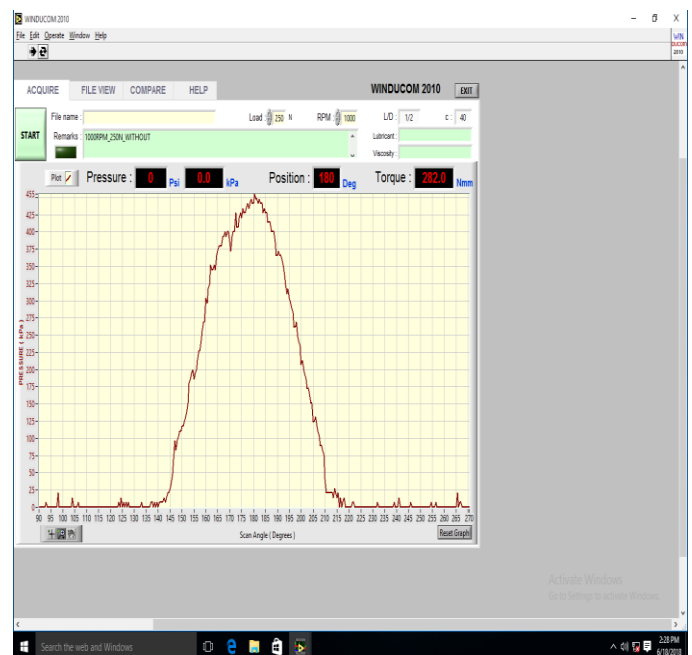 WINDUCOM 2010
File Edit Operate Window Help
WIN
DUCOM
2010
ACQUIRE FILE VIEW COMPARE HELP WINDUCOM 2010 EXIT
File name : Load : 250 N RPM : 1000 L/D : 1/2 c : 40
START Remarks : 1000RPM_250N_WITHOUT Lubricant :
Viscosity :
Plot Pressure : 0 Psi 0.0 kPa Position : 180 Deg Torque : 282.0 Nmm
455
425
400
375
350
325
300
275
250
225
200
175
150
125
100
75
50
25
0
PRESSURE ( kPa )
90 95 100 105 110 115 120 125 130 135 140 145 150 155 160 165 170 175 180 185 190 195 200 205 210 215 220 225 230 235 240 245 250 255 260 265 270
Scan Angle ( Degrees ) Reset Graph
Activate Windows
Go to Settings to activate Windows.
Search the web and Windows
2:28 PM
6/18/2018